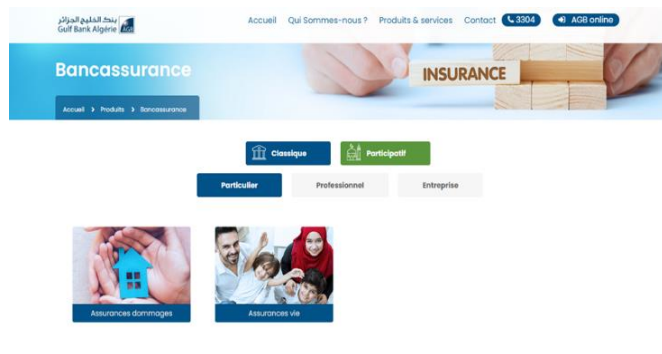 بنك الخليج الجزائر
Gulf Bank Algérie AGB
Accueil Qui Sommes-nous ? Produits & services Contact 3304 AGB online
Bancassurance
INSURANCE
Accueil > Produits > Bancassurance
Classique Participatif
Particulier Professionnel Entreprise
Assurances dommages Assurances vie